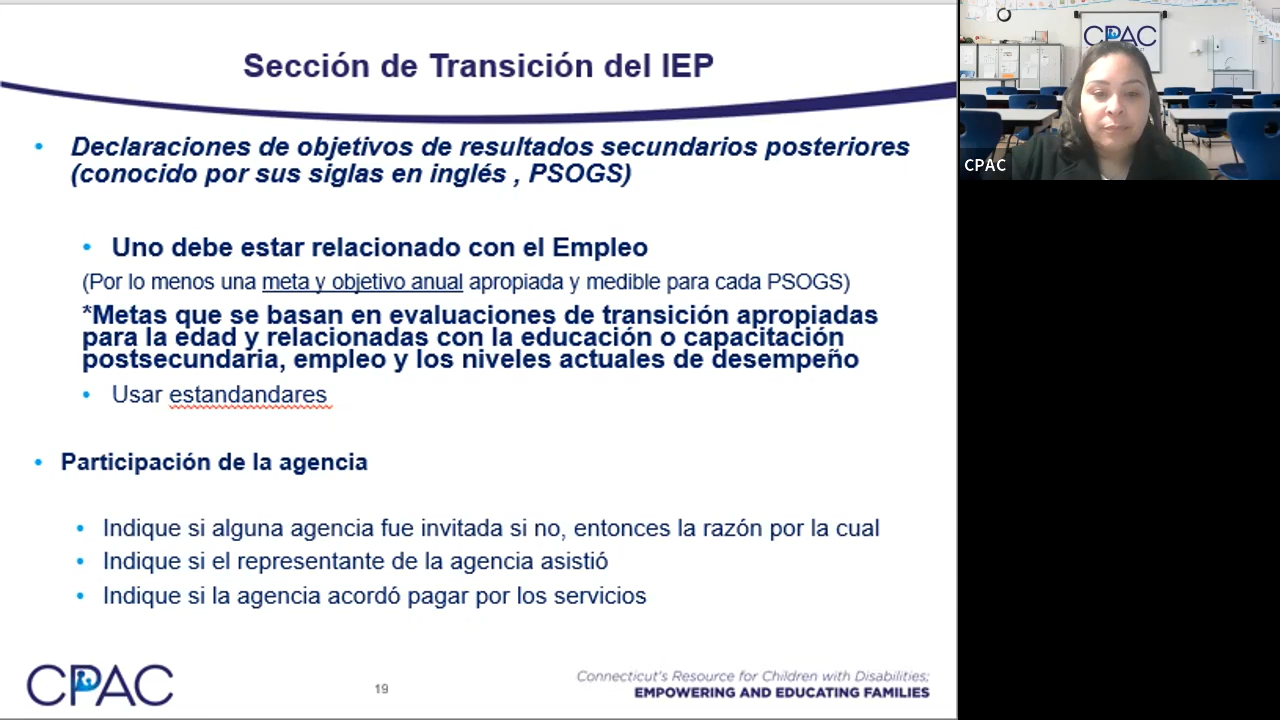 Sección de Transición del IEP
• Declaraciones de objetivos de resultados secundarios posteriores
(conocido por sus siglas en inglés , PSOGS)
• Uno debe estar relacionado con el Empleo
(Por lo menos una meta y objetivo anual apropiada y medible para cada PSOGS)
*Metas que se basan en evaluaciones de transición apropiadas
para la edad y relacionadas con la educación o capacitación
postsecundaria, empleo y los niveles actuales de desempeño
• Usar estandandares
• Participación de la agencia
• Indique si alguna agencia fue invitada si no, entonces la razón por la cual
• Indique si el representante de la agencia asistió
• Indique si la agencia acordó pagar por los servicios
CPAC
19
Connecticut's Resource for Children with Disabilities;
EMPOWERING AND EDUCATING FAMILIES
CPAC
CPAC